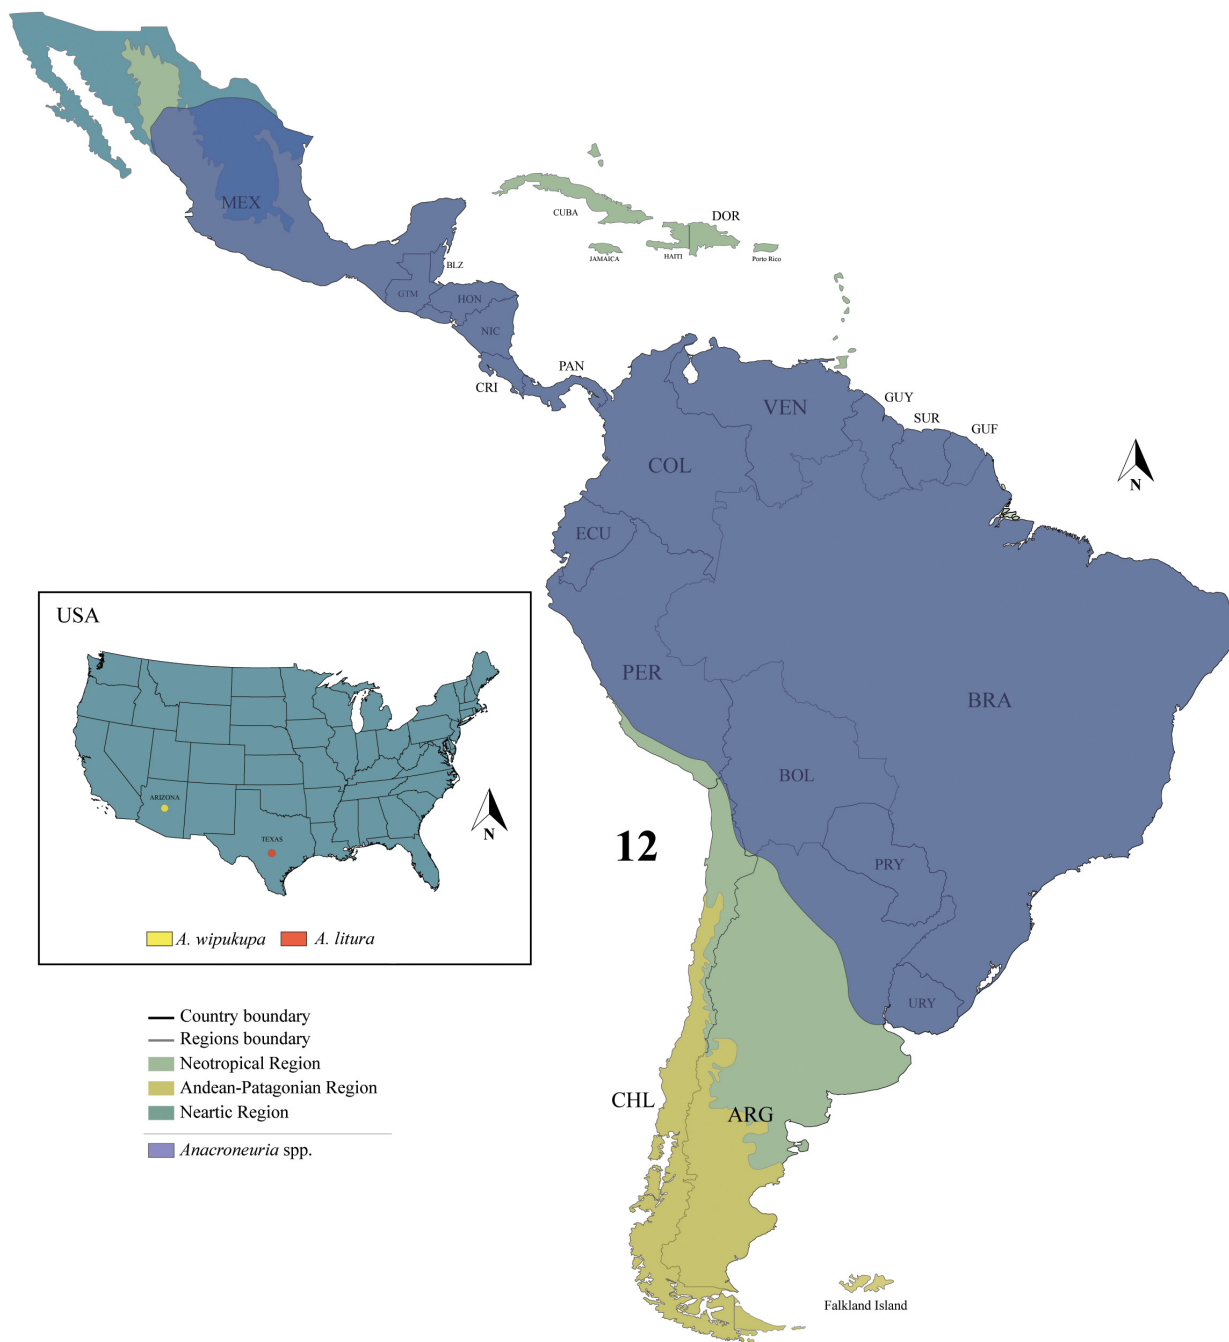 MEX
CUBA
DOR
JAMAICA
HAITI
Porto Rico
BLZ
GTM
HON
NIC
CRI
PAN
VEN
GUY
SUR
GUF
COL
N
ECU
PER
BRA
BOL
PRY
URY
12
USA
ARIZONA
TEXAS
N
A. wipukupa
A. litura
Country boundary
Regions boundary
Neotropical Region
Andean-Patagonian Region
Neartic Region
Anacroneuria spp.
CHL
ARG
Falkland Island